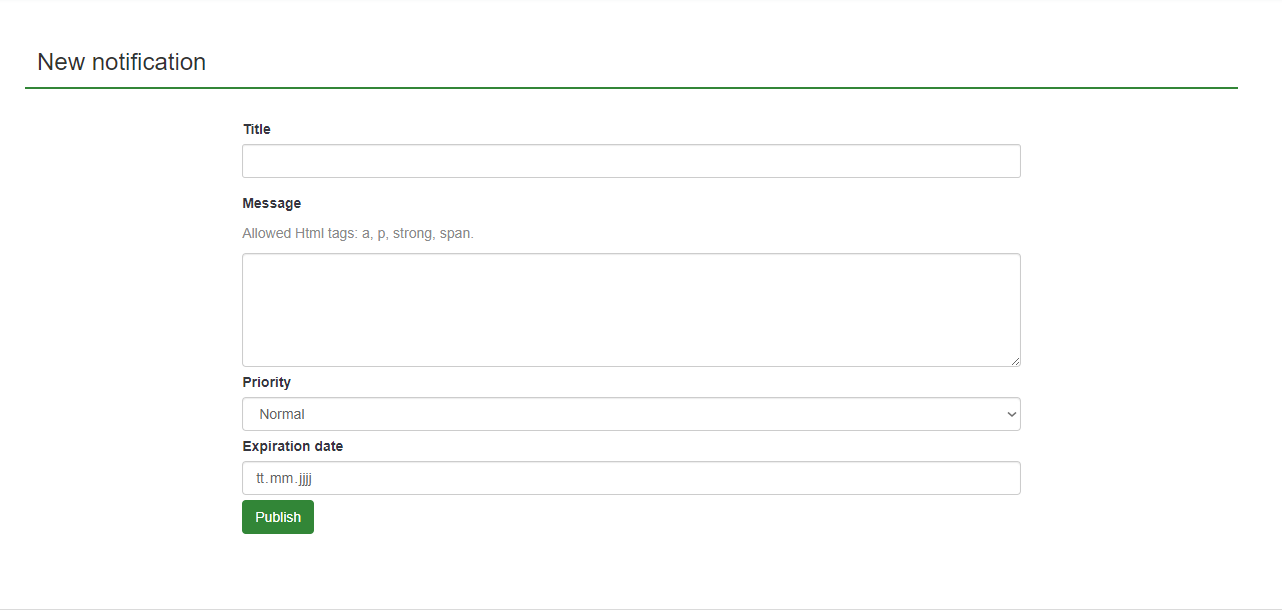 New notification
Title
Message
Allowed Html tags: a, p, strong, span.
Priority
Normal
Expiration date
tt.mm.jjjj
Publish